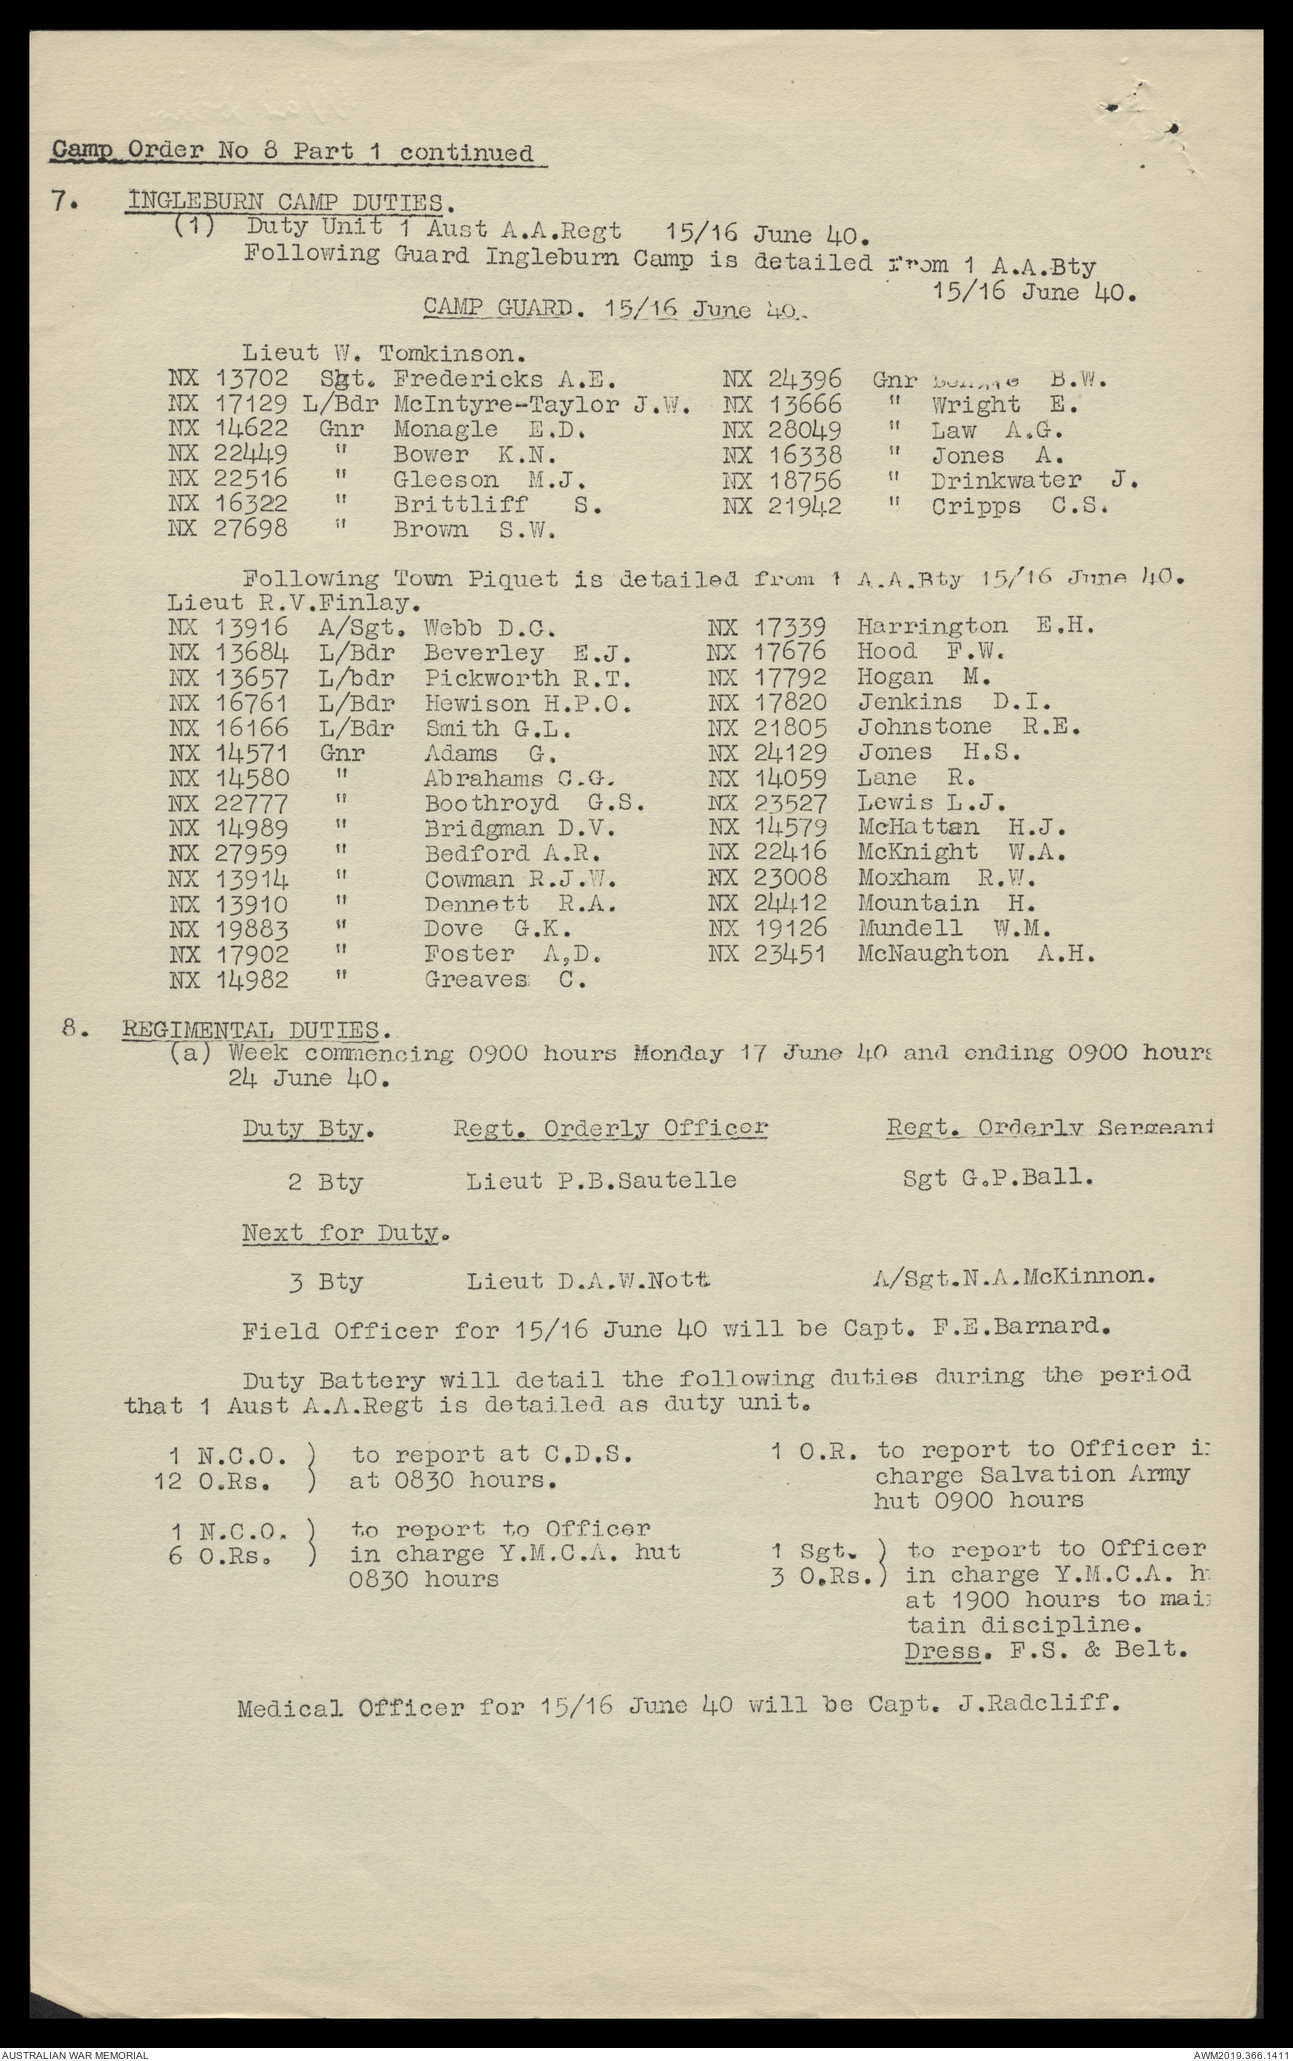 Camp Order No 8 Part 1 continued
7. INGLEBURN CAMP DUTIES.
(1) Duty Unit 1 Aust A.A.Regt 15/16 June 40.
Following Guard Ingleburn Camp is detailed from 1 A.A.Bty
15/16 June 40.
CAMP GUARD. 15/16 June 40.
Lieut W. Tomkinson.
NX 13702 Sgt. Fredericks A.E. NX 24396 Gnr B.W.
NX 17129 L/Bdr McIntyre-Taylor J.W. NX 13666 " Wright E.
NX 14622 Gnr Monagle E.D. NX 28049 " Law A.G.
NX 22449 " Bower K.N. NX 16338 " Jones A.
NX 22516 " Gleeson M.J. NX 18756 " Drinkwater J.
NX 16322 " Brittliff S. NX 21942 " Cripps C.S.
NX 27698 " Brown S.W.
Following Town Piquet is detailed from 1 A.A.Bty 15/16 June 40.
Lieut R.V.Finlay.
NX 13916 A/Sgt. Webb D.C. NX 17339 Harrington E.H.
NX 13684 L/Bdr Beverley E.J. NX 17676 Hood F.W.
NX 13657 L/bdr Pickworth R.T. NX 17792 Hogan M.
NX 16761 L/Bdr Hewison H.P.O. NX 17820 Jenkins D.I.
NX 16166 L/Bdr Smith G.L. NX 21805 Johnstone R.E.
NX 14571 Gnr Adams G. NX 24129 Jones H.S.
NX 14580 " Abrahams C.G. NX 14059 Lane R.
NX 22777 " Boothroyd G.S. NX 23527 Lewis L.J.
NX 14989 " Bridgman D.V. NX 14579 McHatten H.J.
NX 27959 " Bedford A.R. NX 22416 McKnight W.A.
NX 13914 " Cowman R.J.W. NX 23008 Moxham R.W.
NX 13910 " Dennett R.A. NX 24412 Mountain H.
NX 19883 " Dove G.K. NX 19126 Mundell W.M.
NX 17902 " Foster A,D. NX 23451 McNaughton A.H.
NX 14982 " Greaves C.
8. REGIMENTAL DUTIES.
(a) Week commencing 0900 hours Monday 17 June 40 and ending 0900 hours
24 June 40.
Duty Bty. Regt. Orderly Officer Regt. Orderly Sergeant
2 Bty Lieut P.B.Sautelle Sgt G.P.Ball.
Next for Duty.
3 Bty Lieut D.A.W.Nott A/Sgt.N.A.McKinnon.
Field Officer for 15/16 June 40 will be Capt. F.E.Barnard.
Duty Battery will detail the following duties during the period
that 1 Aust A.A.Regt is detailed as duty unit.
1 N.C.O. ) to report at C.D.S.
12 O.Rs. ) at 0830 hours.
1 N.C.O. ) to report to Officer
6 O.Rs. ) in charge Y.M.C.A. hut
0830 hours
1 O.R. to report to Officer i
charge Salvation Army
hut 0900 hours
1 Sgt. ) to report to Officer
3 O.Rs.) in charge Y.M.C.A. h
at 1900 hours to mai
tain discipline.
Dress. F.S. & Belt.
Medical Officer for 15/16 June 40 will be Capt. J.Radcliff.
AUSTRALIAN WAR MEMORIAL AWM2019.366.1411